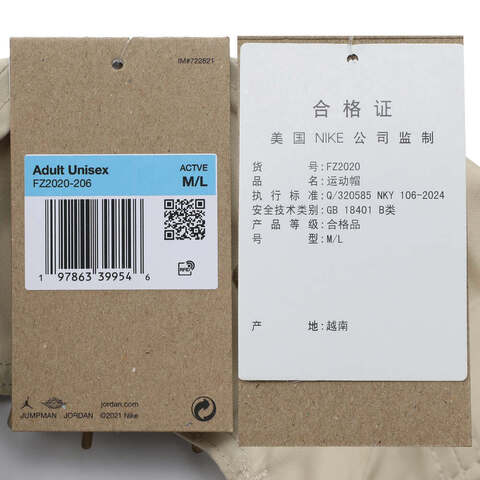 IM#722821
Adult Unisex
FZ2020-206
ACTVE
M/L
1 97863 39954 6
RFID
jordan.com
JUMPMAN JORDAN ©2021 Nike
合格证
美国 NIKE 公司监制
货 号:FZ2020
品 名:运动帽
执行标准:Q/320585 NKY 106-2024
安全技术类别:GB 18401 B类
产品等级:合格品
号 型:M/L
产 地:越南